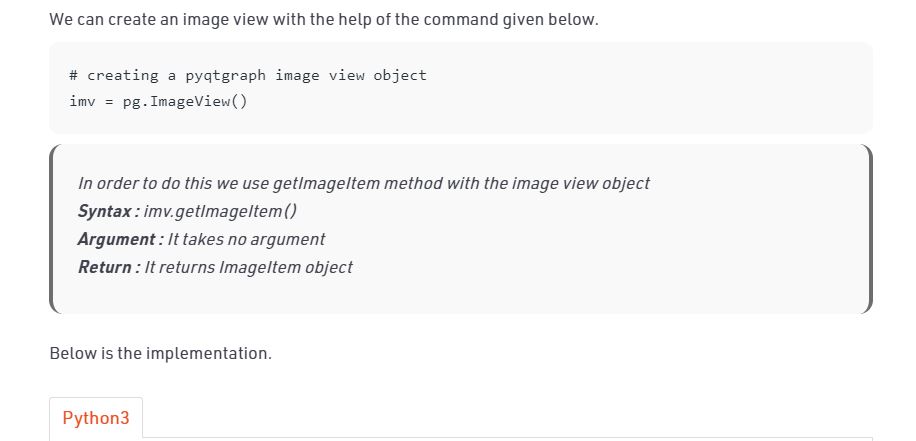 We can create an image view with the help of the command given below.
# creating a pyqtgraph image view object
imv = pg.ImageView()
In order to do this we use getImageItem method with the image view object
Syntax : imv.getImageItem()
Argument : It takes no argument
Return : It returns ImageItem object
Below is the implementation.
Python3